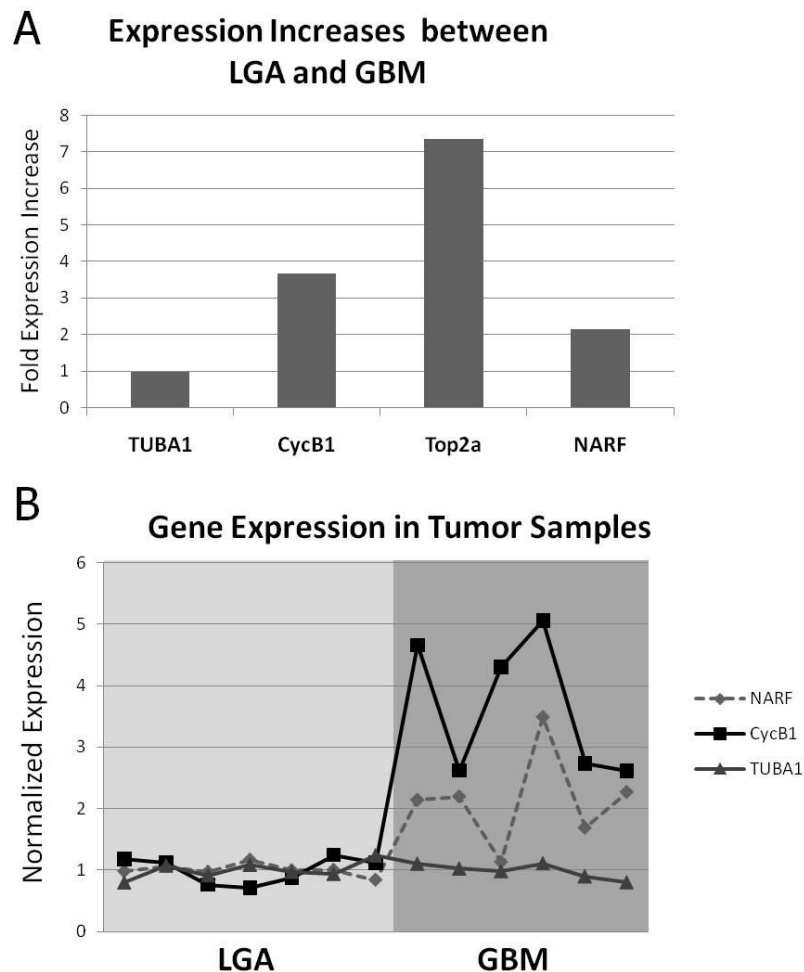 A
Expression Increases between
LGA and GBM
Fold Expression Increase
8
7
6
5
4
3
2
1
0
TUBA1 CycB1 Top2a NARF
B
Gene Expression in Tumor Samples
Normalized Expression
6
5
4
3
2
1
0
LGA GBM
NARF
CycB1
TUBA1